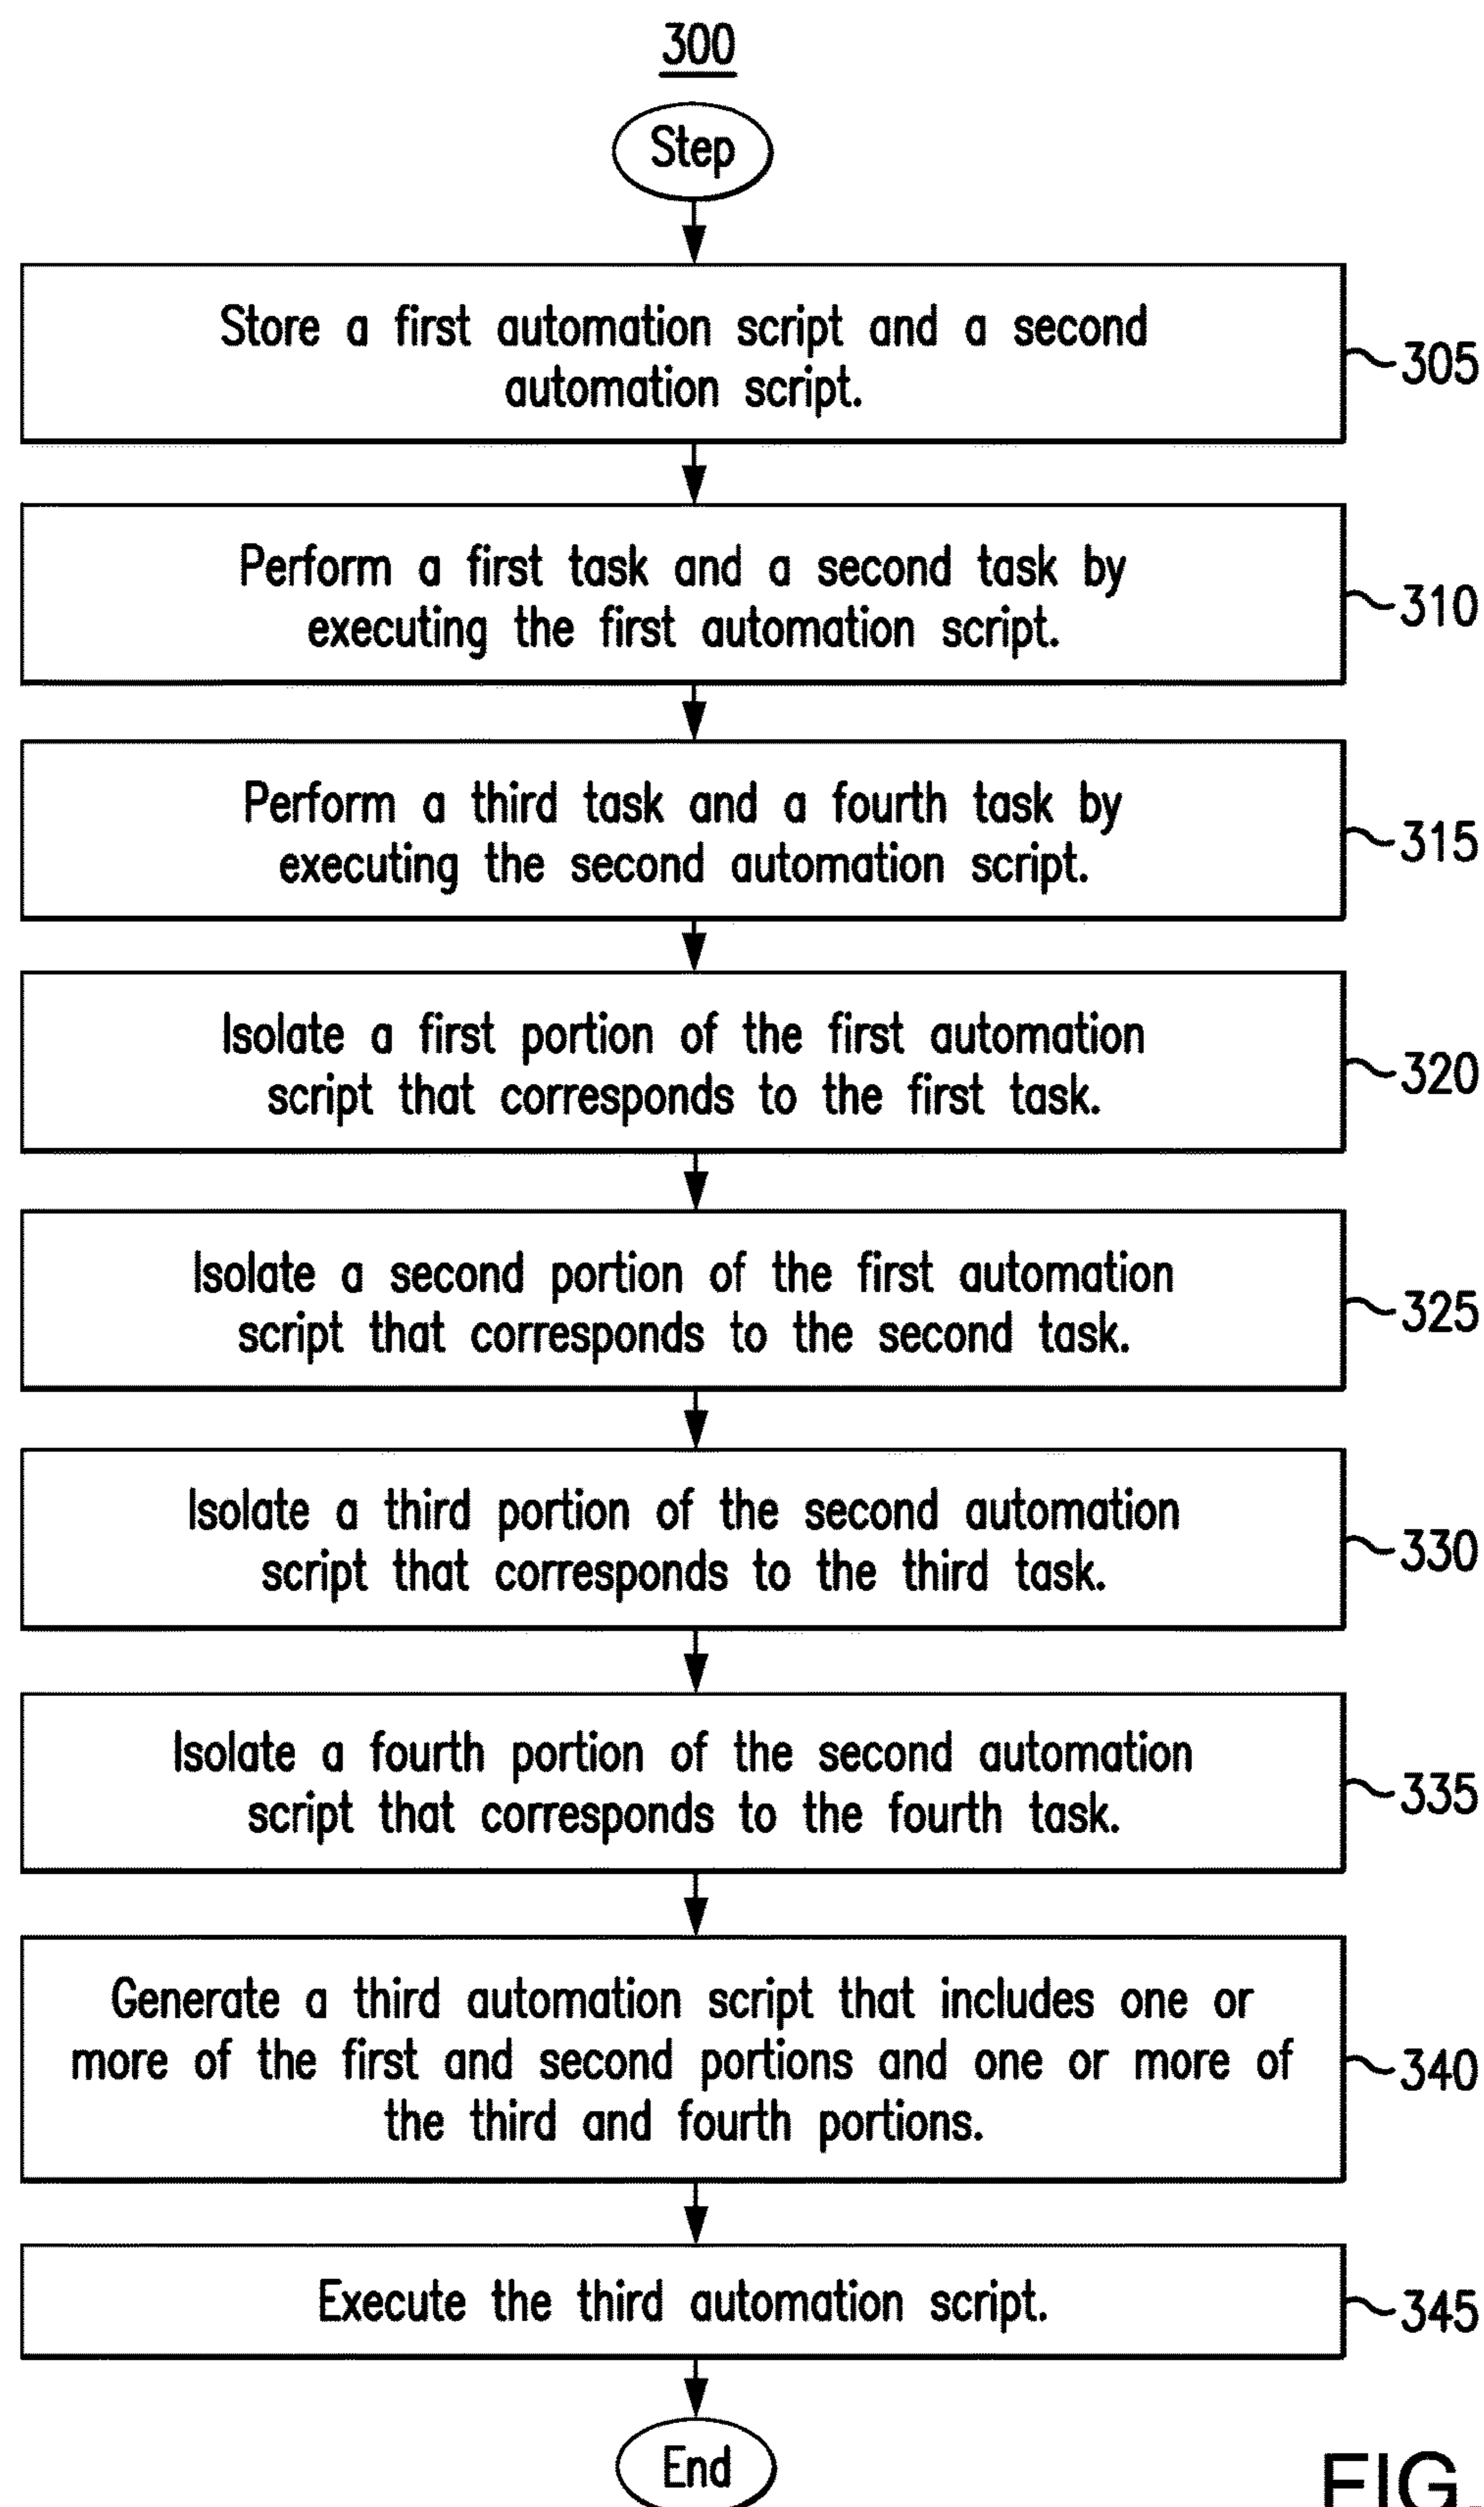 300
Step
Store a first automation script and a second
automation script.
305
Perform a first task and a second task by
executing the first automation script.
310
Perform a third task and a fourth task by
executing the second automation script.
315
Isolate a first portion of the first automation
script that corresponds to the first task.
320
Isolate a second portion of the first automation
script that corresponds to the second task.
325
Isolate a third portion of the second automation
script that corresponds to the third task.
330
Isolate a fourth portion of the second automation
script that corresponds to the fourth task.
335
Generate a third automation script that includes one or
more of the first and second portions and one or more of
the third and fourth portions.
340
Execute the third automation script.
345
End
FIG.